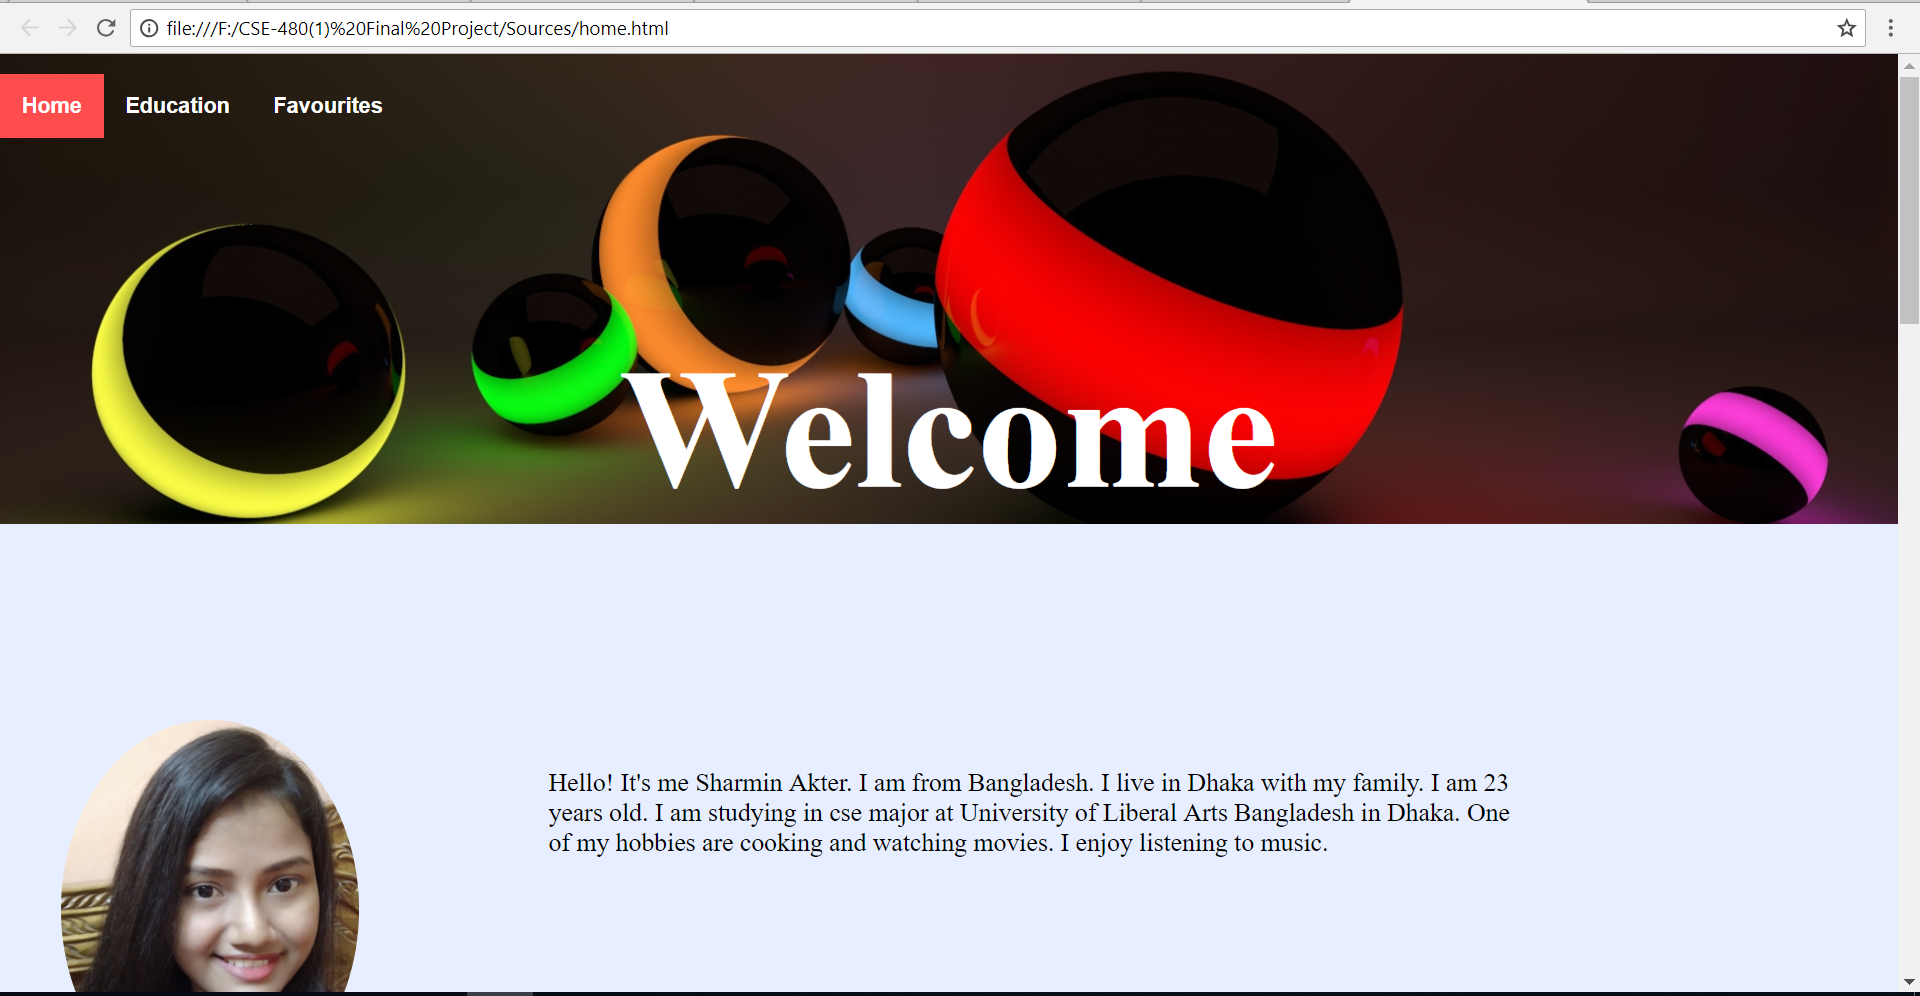 file:///F:/CSE-480(1)%20Final%20Project/Sources/home.html
Home Education Favourites
Welcome
Hello! It's me Sharmin Akter. I am from Bangladesh. I live in Dhaka with my family. I am 23
years old. I am studying in cse major at University of Liberal Arts Bangladesh in Dhaka. One
of my hobbies are cooking and watching movies. I enjoy listening to music.